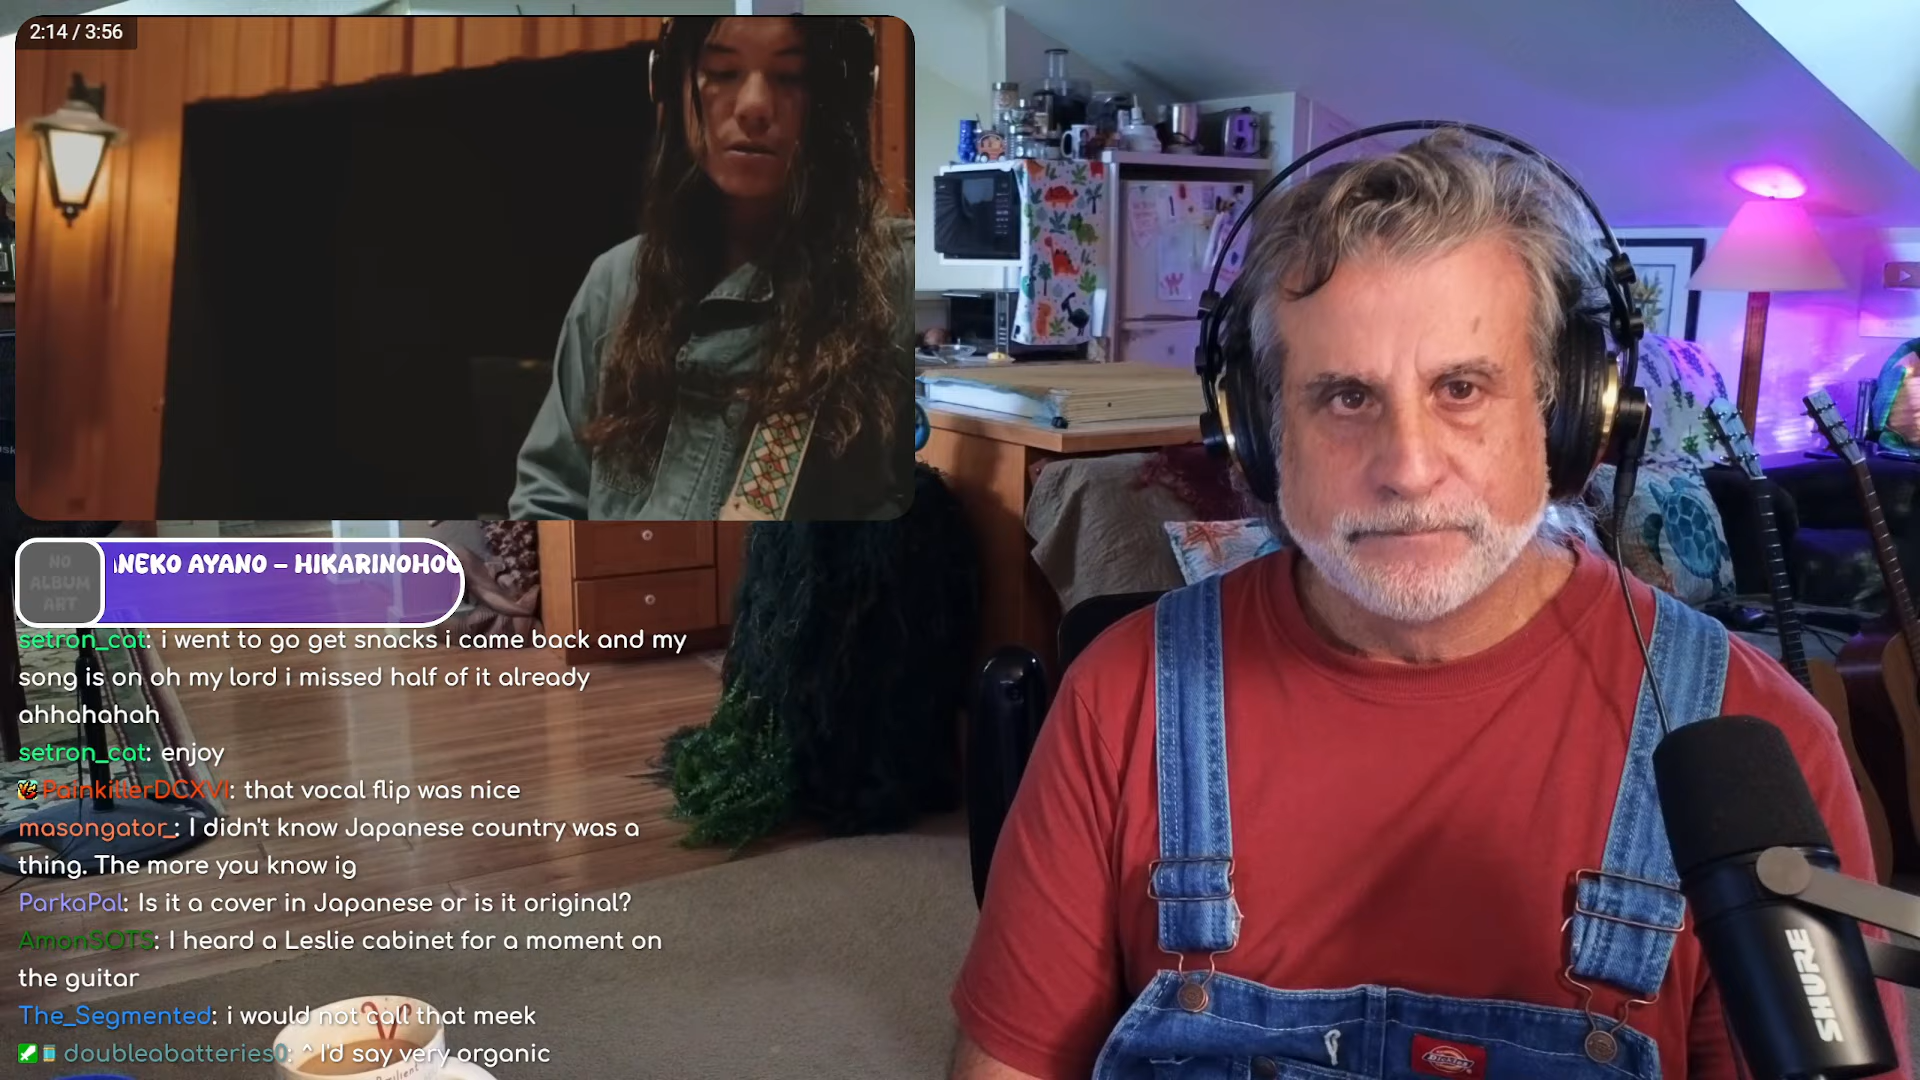 2:14 / 3:56
NO
ALBUM
ART
NEKO AYANO – HIKARINOHOU
setron_cat: i went to go get snacks i came back and my
song is on oh my lord i missed half of it already
ahhahahah
setron_cat: enjoy
PainkillerDCXVI: that vocal flip was nice
masongator_: I didn't know Japanese country was a
thing. The more you know ig
ParkaPal: Is it a cover in Japanese or is it original?
AmonSOTS: I heard a Leslie cabinet for a moment on
the guitar
The_Segmented: i would not call that meek
doubleabatteries0: ^ I'd say very organic
Dickies
SHURE